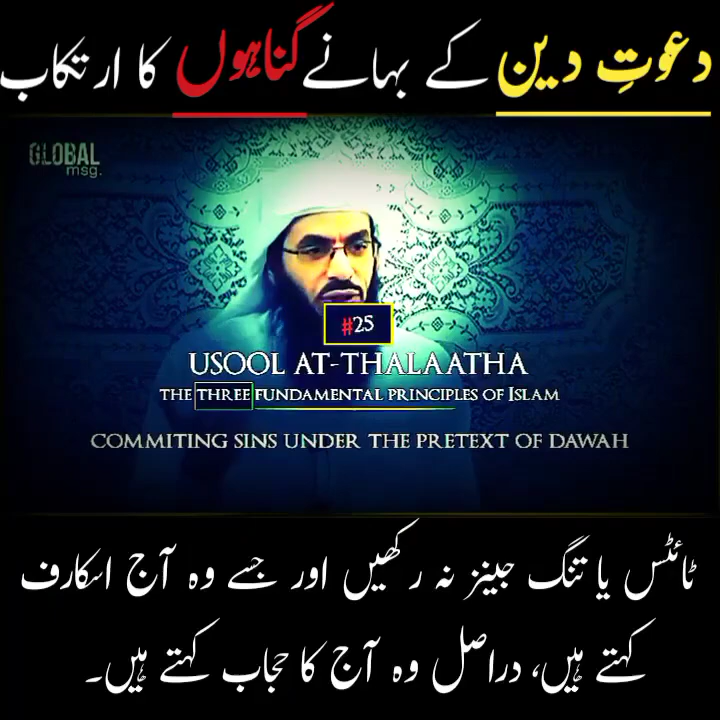 دعوتِ دین کے بہانے گناہوں کا ارتکاب
GLOBAL
msg.
#25
USOOL AT-THALAATHA
THE THREE FUNDAMENTAL PRINCIPLES OF ISLAM
COMMITING SINS UNDER THE PRETEXT OF DAWAH
ٹائٹس یا تنگ جینز نہ رکھیں اور جسے وہ آج اسکارف
کہتے ہیں، دراصل وہ آج کا حجاب کہتے ہیں۔